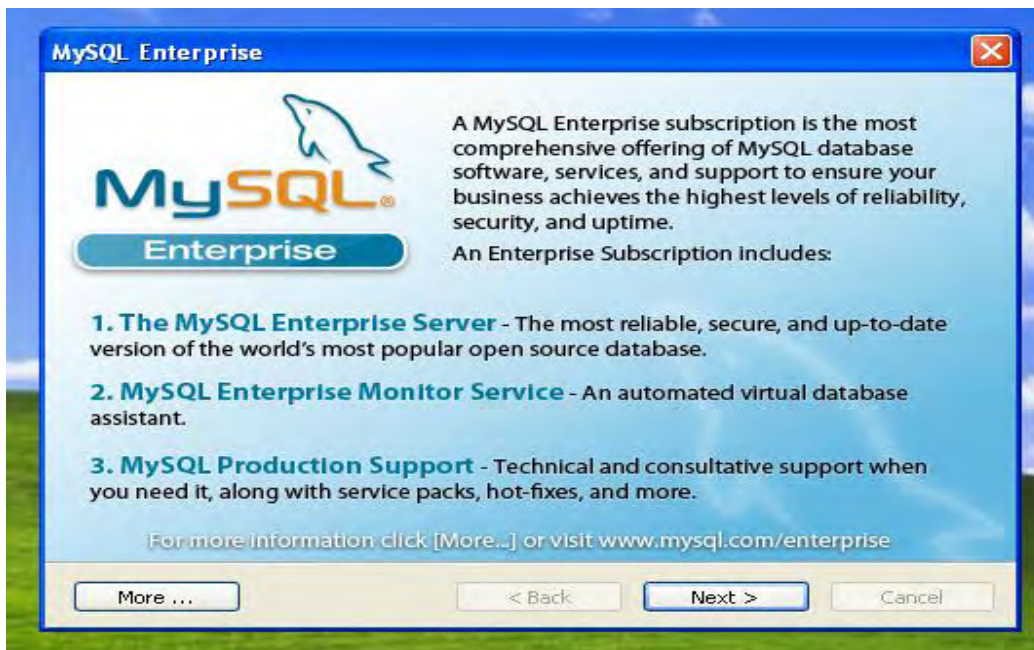 MySQL Enterprise
MySQL®
Enterprise
A MySQL Enterprise subscription is the most
comprehensive offering of MySQL database
software, services, and support to ensure your
business achieves the highest levels of reliability,
security, and uptime.
An Enterprise Subscription includes:
1. The MySQL Enterprise Server - The most reliable, secure, and up-to-date
version of the world's most popular open source database.
2. MySQL Enterprise Monitor Service - An automated virtual database
assistant.
3. MySQL Production Support - Technical and consultative support when
you need it, along with service packs, hot-fixes, and more.
For more information click [More...] or visit www.mysql.com/enterprise
More ...
< Back
Next >
Cancel